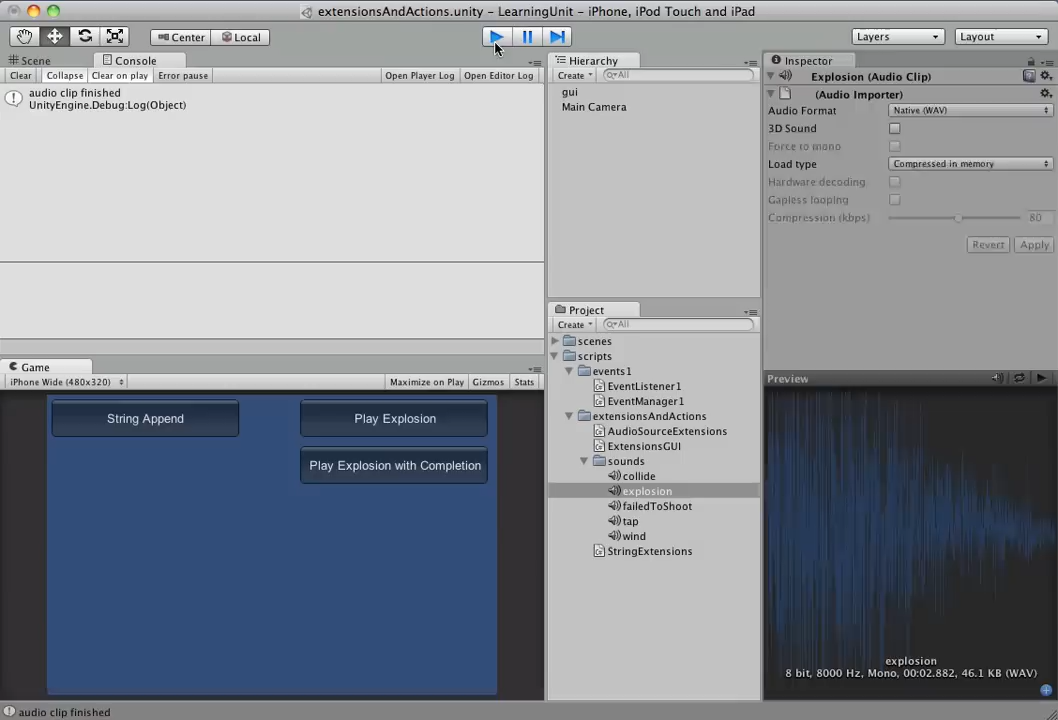 extensionsAndActions.unity – LearningUnit – iPhone, iPod Touch and iPad
Center
Local
Layers
Layout
Scene
Console
Clear
Collapse
Clear on play
Error pause
Open Player Log
Open Editor Log
audio clip finished
UnityEngine.Debug:Log(Object)
Game
iPhone Wide (480x320)
Maximize on Play
Gizmos
Stats
String Append
Play Explosion
Play Explosion with Completion
audio clip finished
Hierarchy
Create
All
gui
Main Camera
Project
Create
All
scenes
scripts
events1
EventListener1
EventManager1
extensionsAndActions
AudioSourceExtensions
ExtensionsGUI
sounds
collide
explosion
failedToShoot
tap
wind
StringExtensions
Inspector
Explosion (Audio Clip)
(Audio Importer)
Audio Format
Native (WAV)
3D Sound
Force to mono
Load type
Compressed in memory
Hardware decoding
Gapless looping
Compression (kbps)
80
Revert
Apply
Preview
explosion
8 bit, 8000 Hz, Mono, 00:02.882, 46.1 KB (WAV)